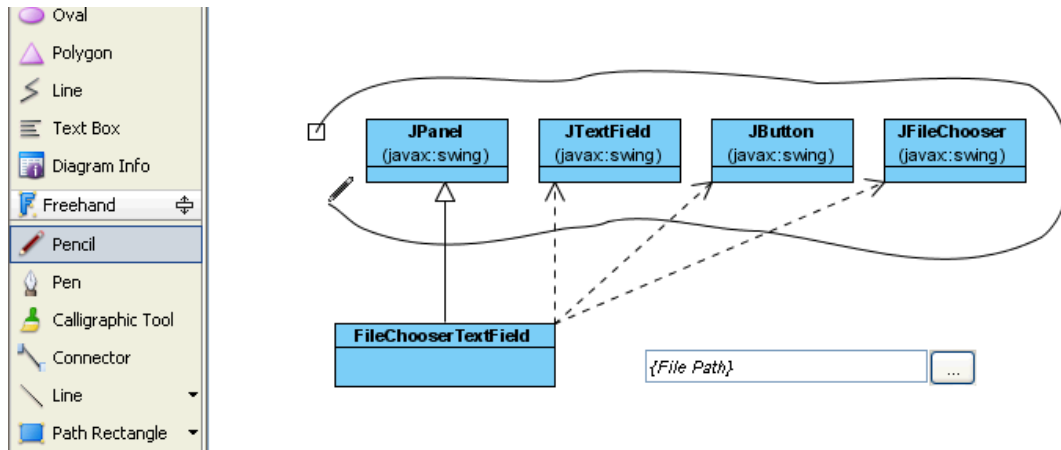 Oval
Polygon
Line
Text Box
Diagram Info
Freehand
Pencil
Pen
Calligraphic Tool
Connector
Line
Path Rectangle
JPanel
(javax::swing)
JTextField
(javax::swing)
JButton
(javax::swing)
JFileChooser
(javax::swing)
FileChooserTextField
{File Path}
...